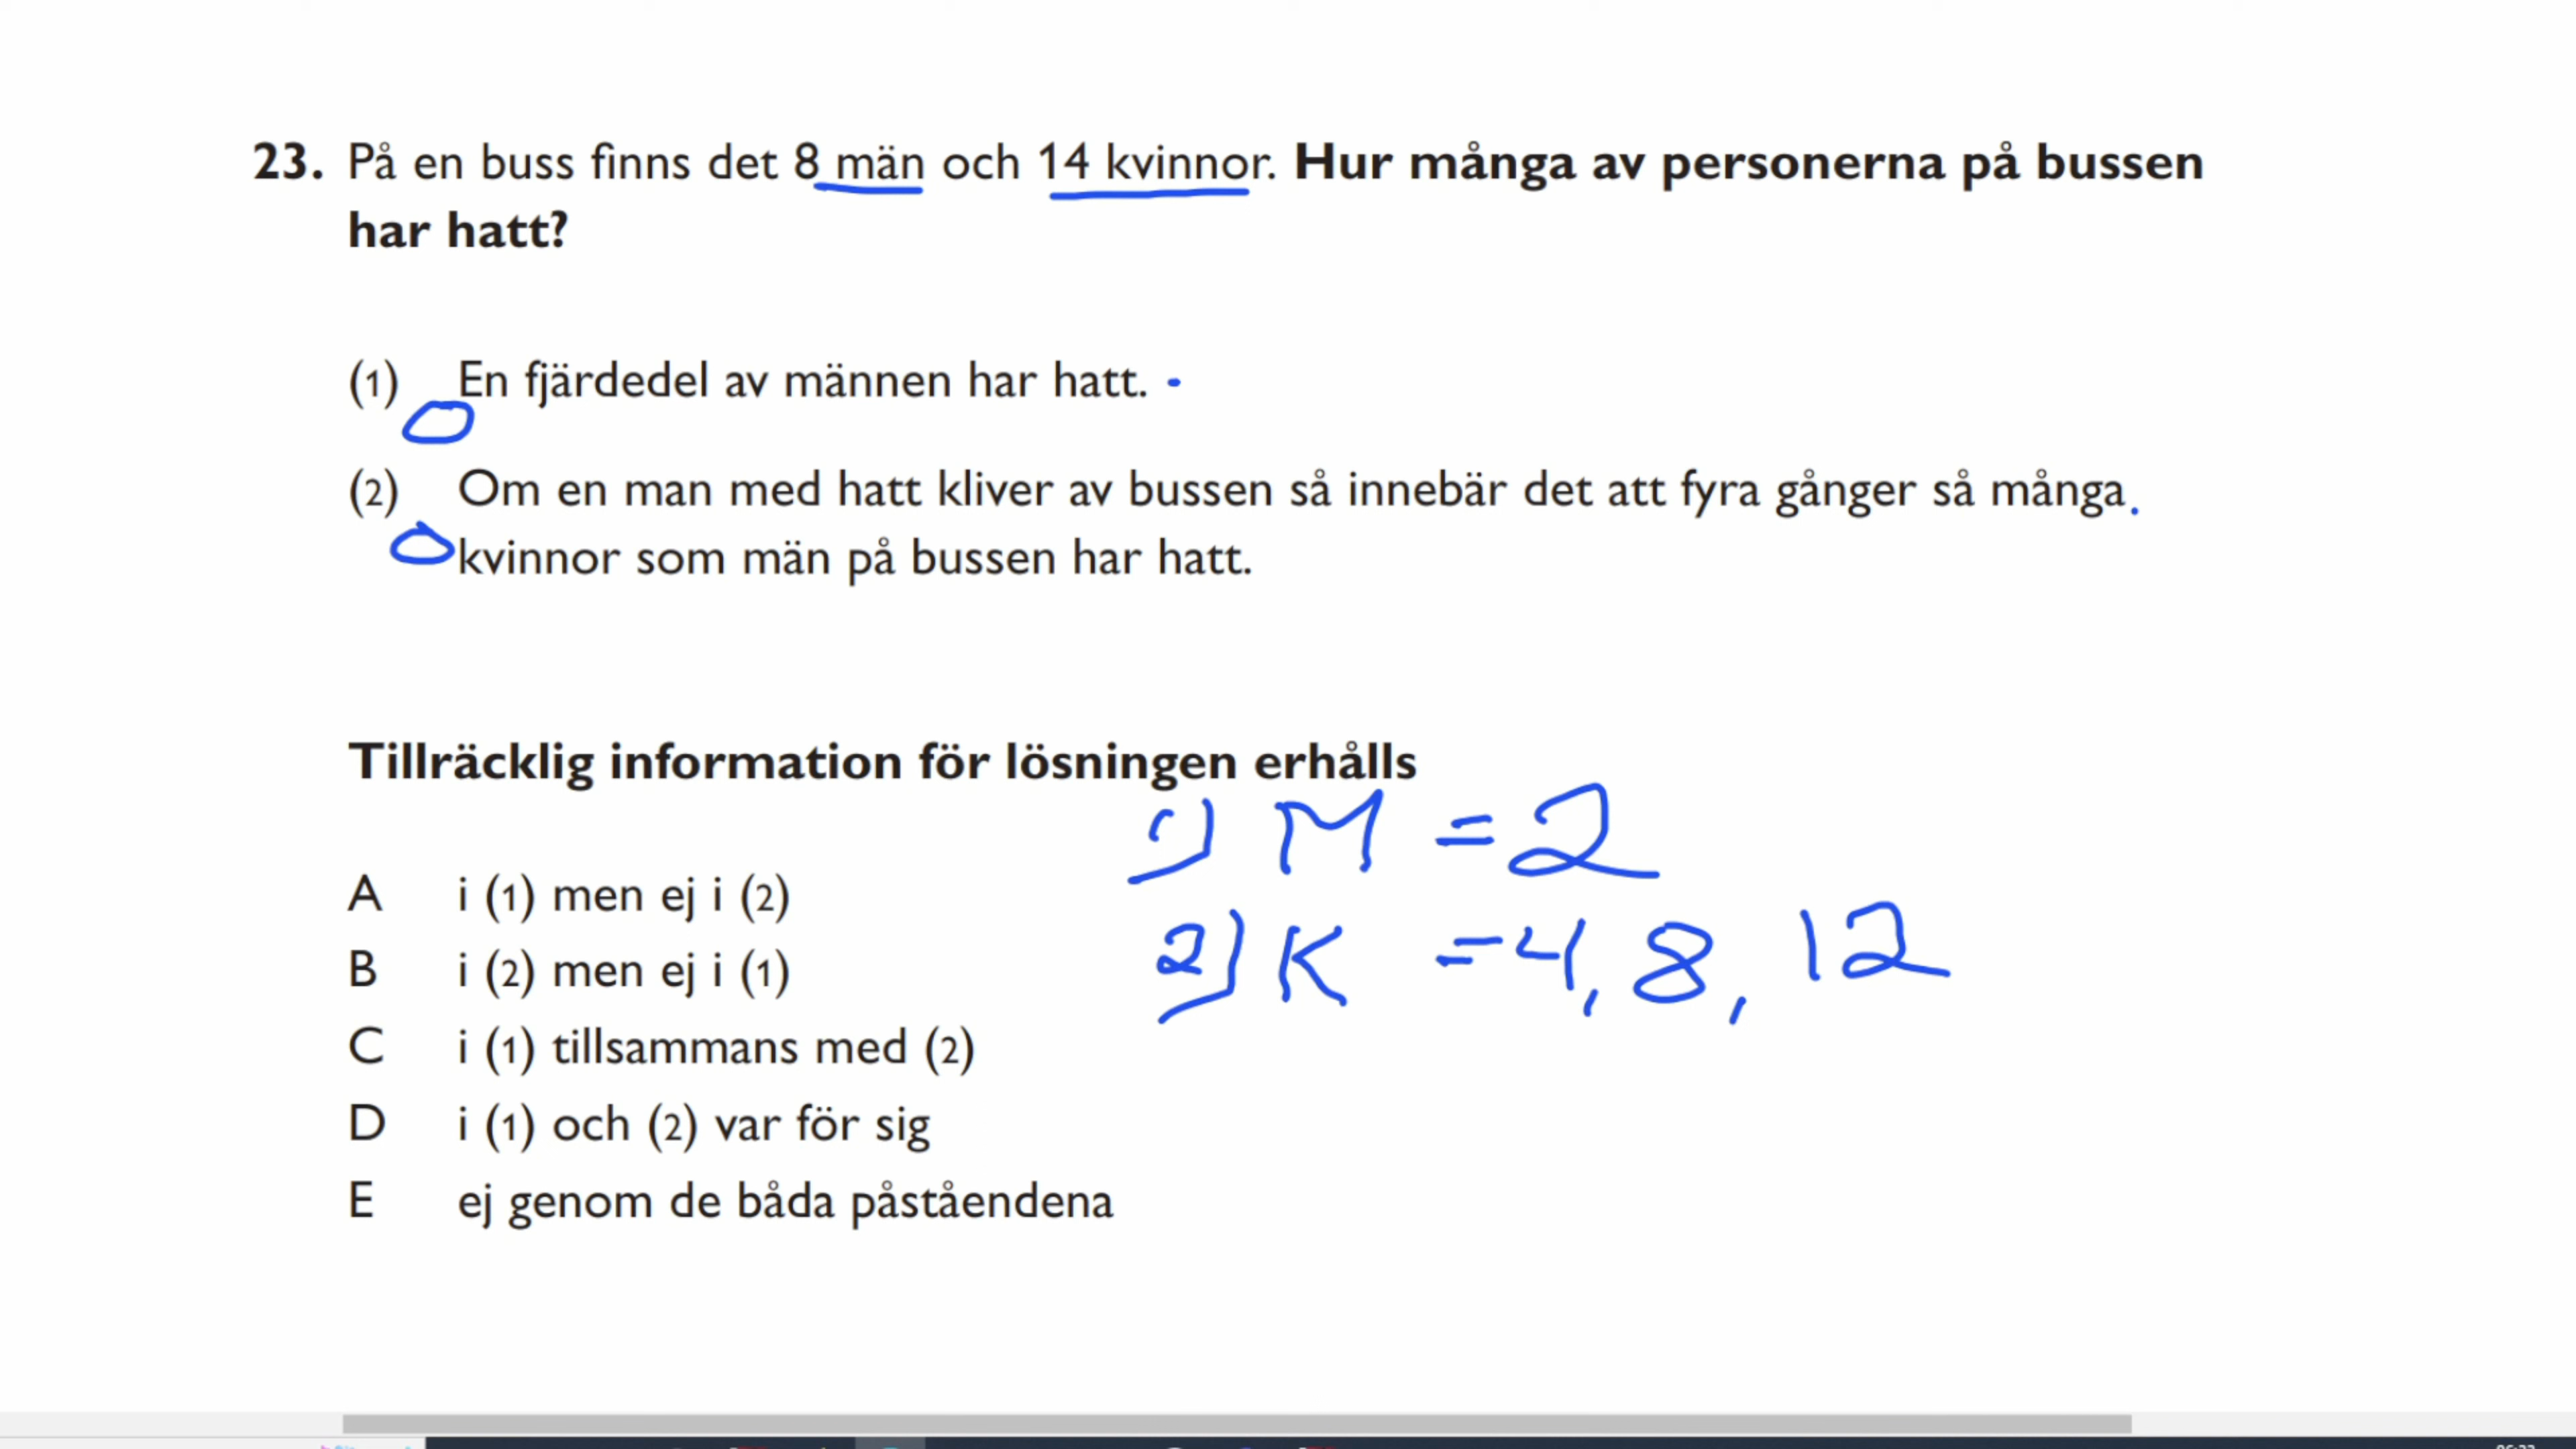 23. På en buss finns det 8 män och 14 kvinnor. Hur många av personerna på bussen
har hatt?
(1) En fjärdedel av männen har hatt.
(2) Om en man med hatt kliver av bussen så innebär det att fyra gånger så många
kvinnor som män på bussen har hatt.
Tillräcklig information för lösningen erhålls
1) M = 2
2) K = 4, 8, 12
A i (1) men ej i (2)
B i (2) men ej i (1)
C i (1) tillsammans med (2)
D i (1) och (2) var för sig
E ej genom de båda påståendena